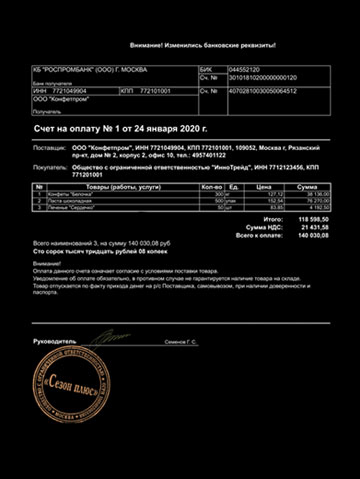 Внимание! Изменились банковские реквизиты!
КБ "РОСПРОМБАНК" (ООО) Г. МОСКВА БИК 044552120
Сч. № 30101810200000000120
Банк получателя
ИНН 7721049904 КПП 772101001 Сч. № 40702810300050064512
ООО "Конфетпром"
Получатель
Счет на оплату № 1 от 24 января 2020 г.
Поставщик: ООО "Конфетпром", ИНН 7721049904, КПП 772101001, 109052, Москва г, Рязанский
пр-кт, дом № 2, корпус 2, офис 10, тел.: 4957401122
Покупатель: Общество с ограниченной ответственностью "ИнноТрейд", ИНН 7712123456, КПП
771201001
№ Товары (работы, услуги) Кол-во Ед. Цена Сумма
1 Конфеты "Белочка" 300 кг 127,12 38 136,00
2 Паста шоколадная 500 упак 152,54 76 270,00
3 Печенье "Сердечко" 50 шт 83,85 4 192,50
Итого: 118 598,50
Сумма НДС: 21 431,58
Всего к оплате: 140 030,08
Всего наименований 3, на сумму 140 030,08 руб
Сто сорок тысяч тридцать рублей 08 копеек
Внимание!
Оплата данного счета означает согласие с условиями поставки товара.
Уведомление об оплате обязательно, в противном случае не гарантируется наличие товара на складе.
Товар отпускается по факту прихода денег на р/с Поставщика, самовывозом, при наличии доверенности и
паспорта.
Руководитель Семенов Г. С.
«Сезон плюс»